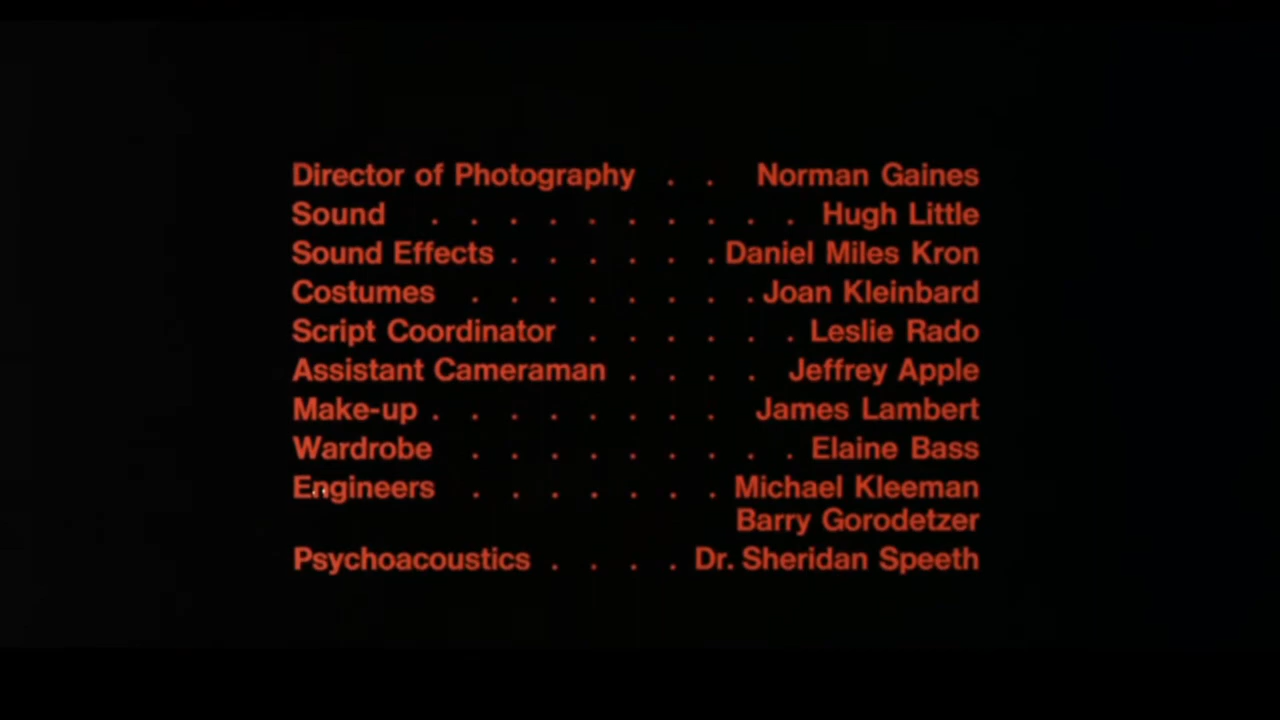 Director of Photography . . Norman Gaines
Sound . . . . . . . . . . Hugh Little
Sound Effects . . . . . . Daniel Miles Kron
Costumes . . . . . . . . Joan Kleinbard
Script Coordinator . . . . . . Leslie Rado
Assistant Cameraman . . . . Jeffrey Apple
Make-up . . . . . . . . James Lambert
Wardrobe . . . . . . . . . Elaine Bass
Engineers . . . . . . . Michael Kleeman
Barry Gorodetzer
Psychoacoustics . . . . Dr. Sheridan Speeth